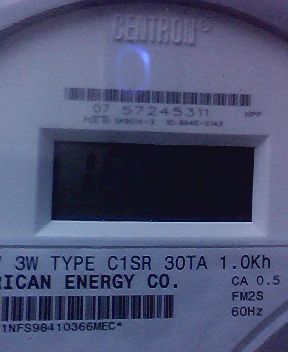 CENTRON®
07 57245311
3W TYPE C1SR 30TA 1.0Kh
RICAN ENERGY CO. CA 0.5
FM2S
60Hz
1NFS98410366MEC*